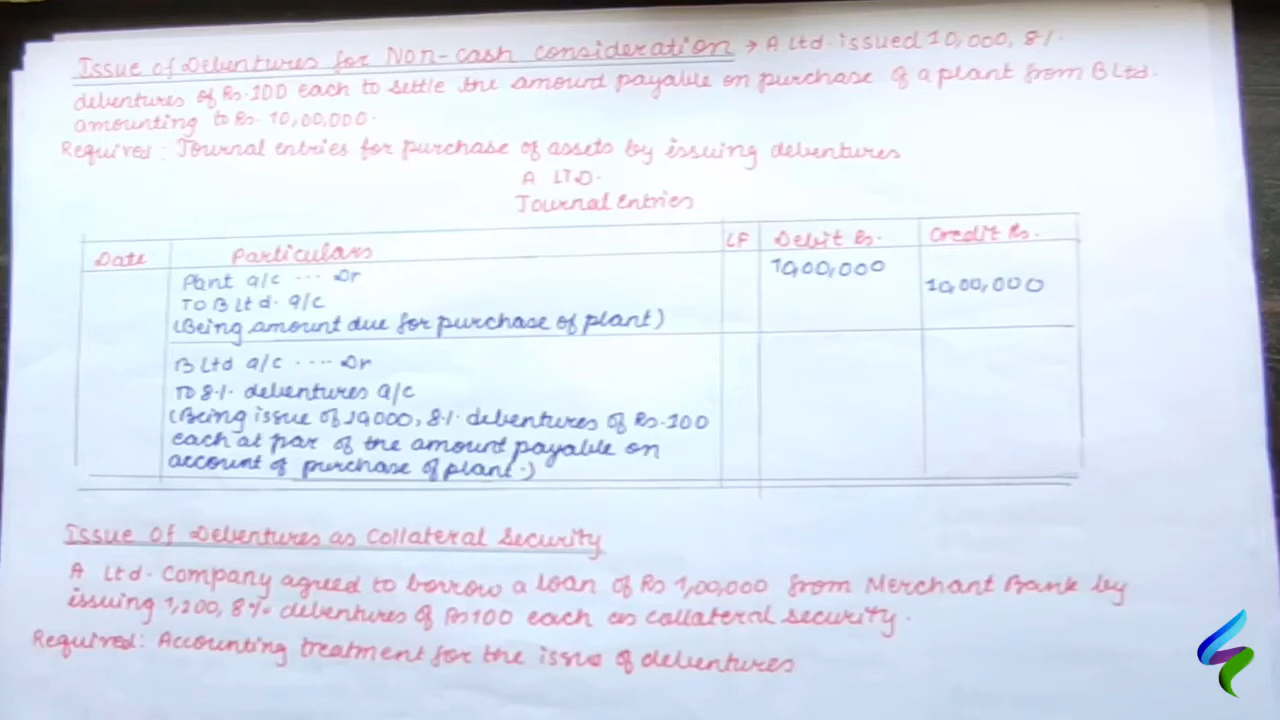 Issue of Debentures for Non-cash consideration → A Ltd. issued 10,000, 8%
debentures of Rs.100 each to settle the amount payable on purchase of a plant from B Ltd.
amounting to Rs 10,00,000.
Required: Journal entries for purchase of assets by issuing debentures
A LTD.
Journal Entries
Date Particulars LF Debit Rs. Credit Rs.
Plant a/c ... Dr 10,00,000
To B Ltd. a/c 10,00,000
(Being amount due for purchase of plant)
B Ltd a/c .... Dr
To 8% debentures a/c
(Being issue of 10,000, 8% debentures of Rs.100
each at par of the amount payable on
account of purchase of plant.)
Issue Of Debentures as Collateral Security
A Ltd. Company agreed to borrow a loan of Rs 1,00,000 from Merchant Bank by
issuing 1,200, 8% debentures of Rs100 each as collateral security.
Required: Accounting treatment for the issue of debentures